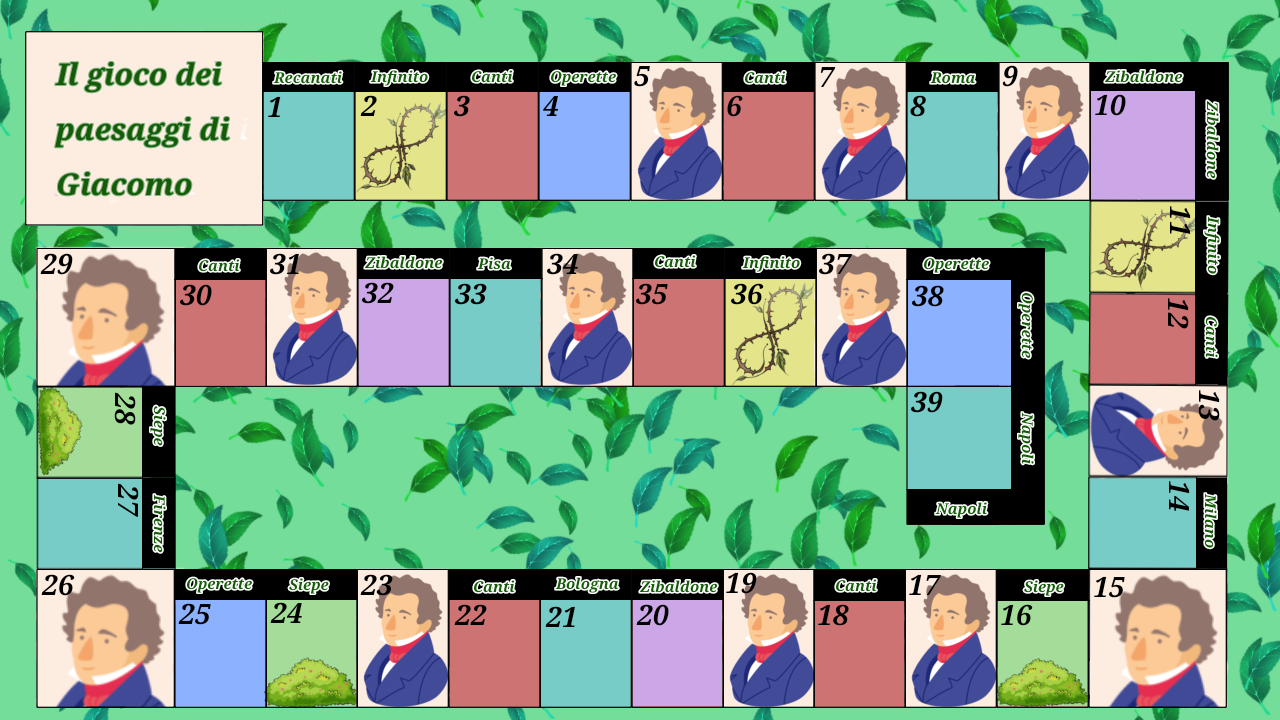 Il gioco dei
paesaggi di
Giacomo
Recanati
1
Infinito
2
Canti
3
Operette
4
5
Canti
6
7
Roma
8
9
Zibaldone
10
Zibaldone
Infinito
11
Canti
12
13
Milano
14
15
Siepe
16
17
Canti
18
19
Zibaldone
20
Bologna
21
Canti
22
23
Siepe
24
Operette
25
26
Firenze
27
Siepe
28
29
Canti
30
31
Zibaldone
32
Pisa
33
34
Canti
35
Infinito
36
37
Operette
38
Operette
39
Napoli
Napoli